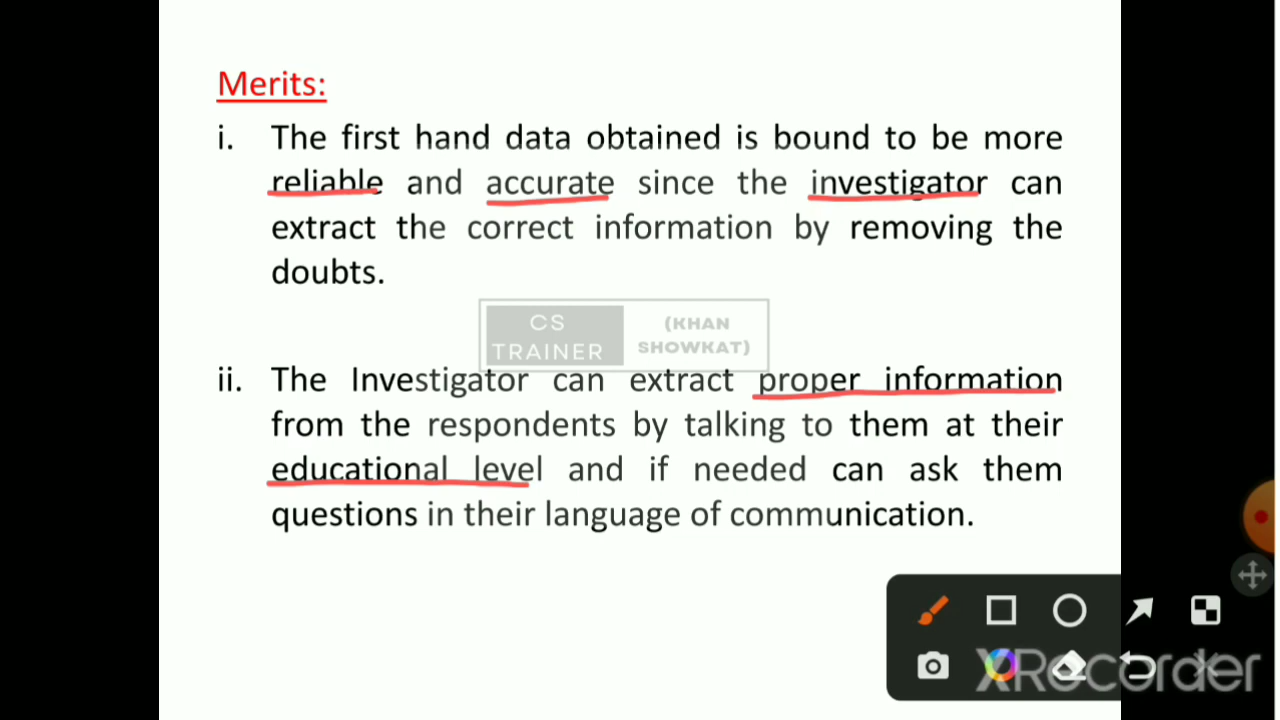 Merits:
i. The first hand data obtained is bound to be more
reliable and accurate since the investigator can
extract the correct information by removing the
doubts.
CS
TRAINER
(KHAN
SHOWKAT)
ii. The Investigator can extract proper information
from the respondents by talking to them at their
educational level and if needed can ask them
questions in their language of communication.
XRecorder